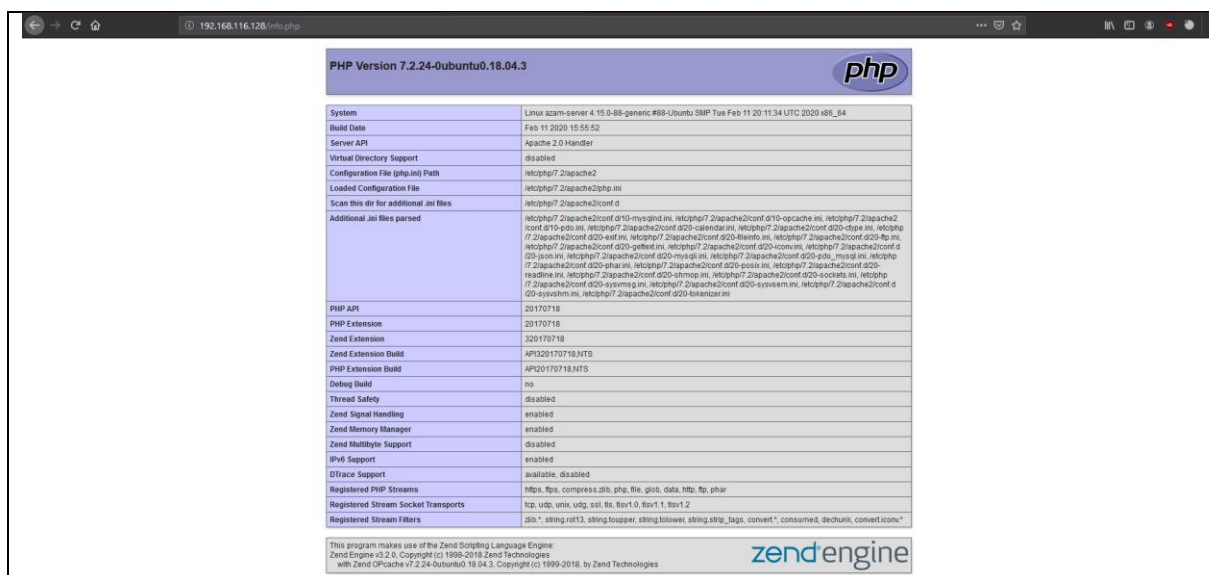 192.168.116.128/info.php
PHP Version 7.2.24-0ubuntu0.18.04.3
php
System Linux azam-server 4.15.0-88-generic #88-Ubuntu SMP Tue Feb 11 20:11:34 UTC 2020 x86_64
Build Date Feb 11 2020 15:55:52
Server API Apache 2.0 Handler
Virtual Directory Support disabled
Configuration File (php.ini) Path /etc/php/7.2/apache2
Loaded Configuration File /etc/php/7.2/apache2/php.ini
Scan this dir for additional .ini files /etc/php/7.2/apache2/conf.d
Additional .ini files parsed /etc/php/7.2/apache2/conf.d/10-mysqlnd.ini, /etc/php/7.2/apache2/conf.d/10-opcache.ini, /etc/php/7.2/apache2
/conf.d/10-pdo.ini, /etc/php/7.2/apache2/conf.d/20-calendar.ini, /etc/php/7.2/apache2/conf.d/20-ctype.ini, /etc/php
/7.2/apache2/conf.d/20-exif.ini, /etc/php/7.2/apache2/conf.d/20-fileinfo.ini, /etc/php/7.2/apache2/conf.d/20-ftp.ini,
/etc/php/7.2/apache2/conf.d/20-gettext.ini, /etc/php/7.2/apache2/conf.d/20-iconv.ini, /etc/php/7.2/apache2/conf.d
/20-json.ini, /etc/php/7.2/apache2/conf.d/20-mysqli.ini, /etc/php/7.2/apache2/conf.d/20-pdo_mysql.ini, /etc/php
/7.2/apache2/conf.d/20-phar.ini, /etc/php/7.2/apache2/conf.d/20-posix.ini, /etc/php/7.2/apache2/conf.d/20-
readline.ini, /etc/php/7.2/apache2/conf.d/20-shmop.ini, /etc/php/7.2/apache2/conf.d/20-sockets.ini, /etc/php
/7.2/apache2/conf.d/20-sysvmsg.ini, /etc/php/7.2/apache2/conf.d/20-sysvsem.ini, /etc/php/7.2/apache2/conf.d
/20-sysvshm.ini, /etc/php/7.2/apache2/conf.d/20-tokenizer.ini
PHP API 20170718
PHP Extension 20170718
Zend Extension 320170718
Zend Extension Build API320170718,NTS
PHP Extension Build API20170718,NTS
Debug Build no
Thread Safety disabled
Zend Signal Handling enabled
Zend Memory Manager enabled
Zend Multibyte Support disabled
IPv6 Support enabled
DTrace Support available, disabled
Registered PHP Streams https, ftps, compress.zlib, php, file, glob, data, http, ftp, phar
Registered Stream Socket Transports tcp, udp, unix, udg, ssl, tls, tlsv1.0, tlsv1.1, tlsv1.2
Registered Stream Filters zlib.*, string.rot13, string.toupper, string.tolower, string.strip_tags, convert.*, consumed, dechunk, convert.iconv.*
This program makes use of the Zend Scripting Language Engine:
Zend Engine v3.2.0, Copyright (c) 1998-2018 Zend Technologies
with Zend OPcache v7.2.24-0ubuntu0.18.04.3, Copyright (c) 1999-2018, by Zend Technologies
zend engine